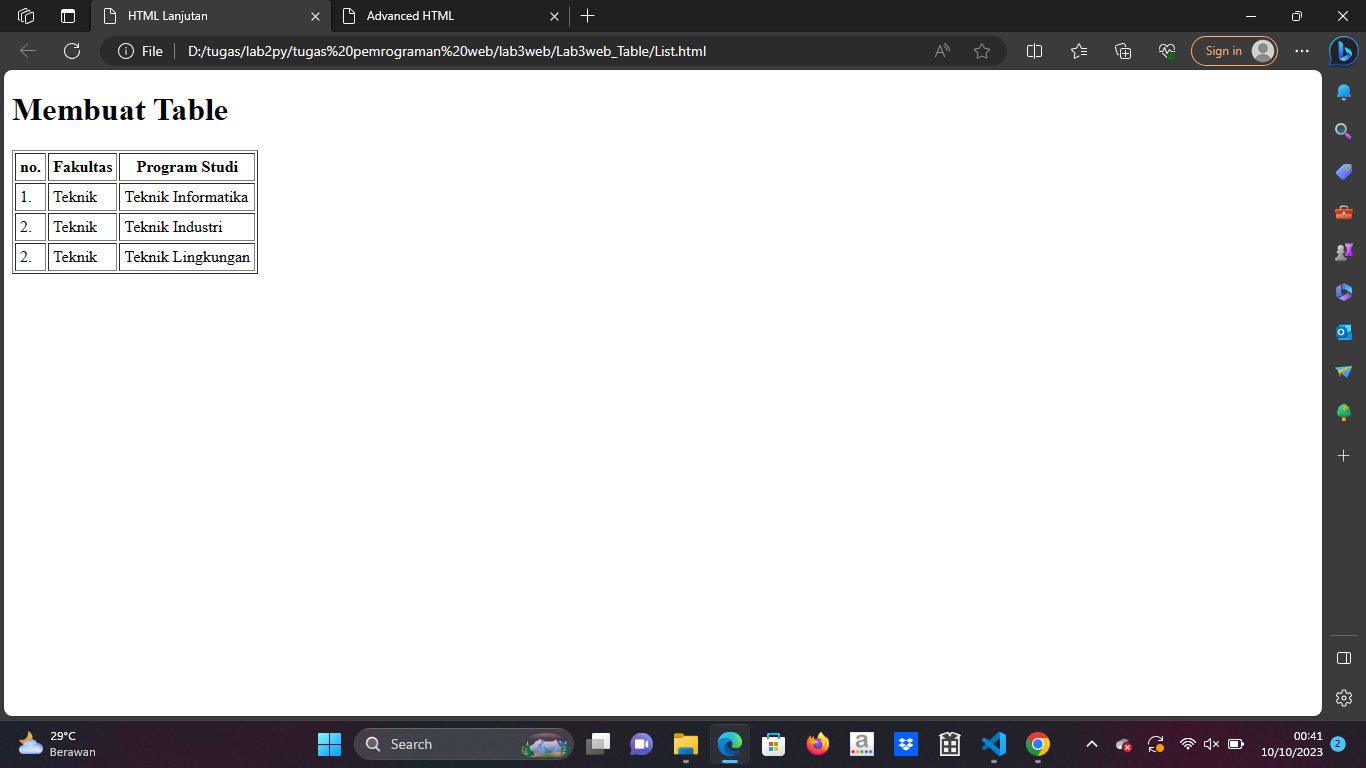 HTML Lanjutan
Advanced HTML
File
D:/tugas/lab2py/tugas%20pemrograman%20web/lab3web/Lab3web_Table/List.html
Sign in
Membuat Table
no. Fakultas Program Studi
1. Teknik Teknik Informatika
2. Teknik Teknik Industri
2. Teknik Teknik Lingkungan
29°C
Berawan
Search
a
00:41
10/10/2023
2